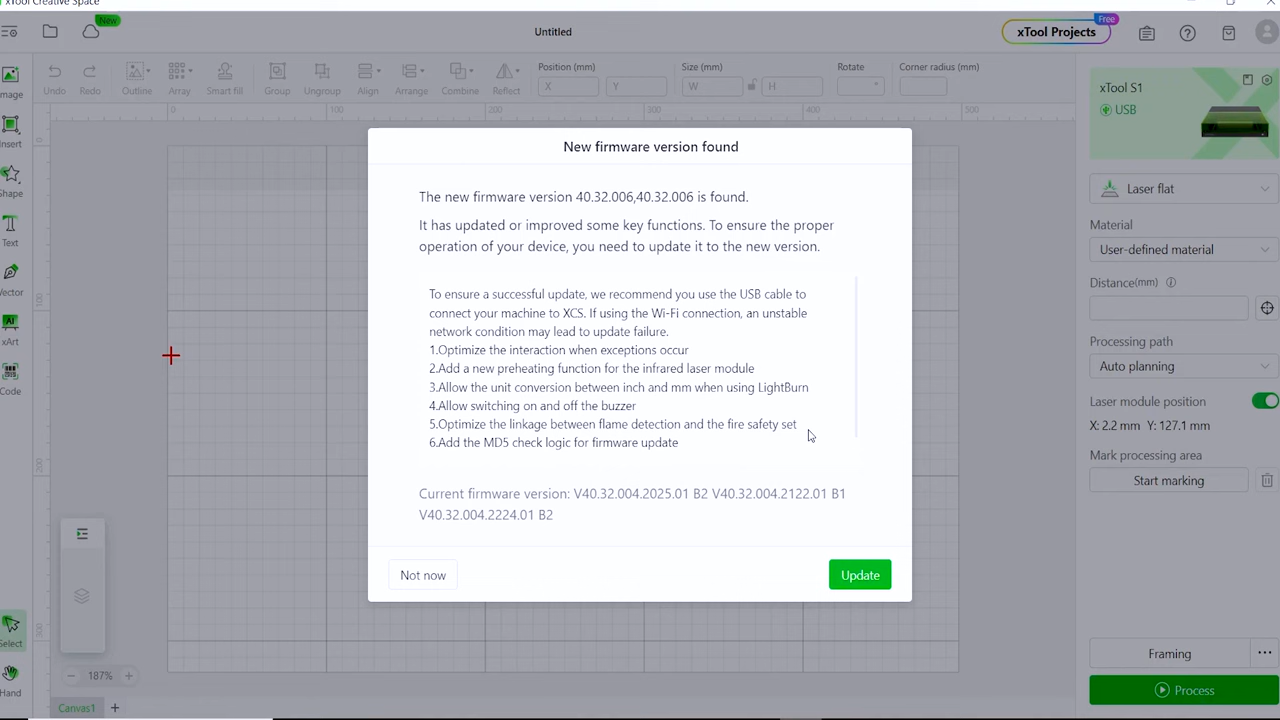 xTool Creative Space
New
Untitled
Free
xTool Projects
Image
Insert
Shape
Text
Vector
AI
xArt
Code
Select
Hand
Undo
Redo
Outline
Array
Smart fill
Group
Ungroup
Align
Arrange
Combine
Reflect
Position (mm)
X
Y
Size (mm)
W
H
Rotate
Corner radius (mm)
0
100
200
300
400
500
0
100
200
300
New firmware version found
The new firmware version 40.32.006,40.32.006 is found.
It has updated or improved some key functions. To ensure the proper
operation of your device, you need to update it to the new version.
To ensure a successful update, we recommend you use the USB cable to
connect your machine to XCS. If using the Wi-Fi connection, an unstable
network condition may lead to update failure.
1.Optimize the interaction when exceptions occur
2.Add a new preheating function for the infrared laser module
3.Allow the unit conversion between inch and mm when using LightBurn
4.Allow switching on and off the buzzer
5.Optimize the linkage between flame detection and the fire safety set
6.Add the MD5 check logic for firmware update
Current firmware version: V40.32.004.2025.01 B2 V40.32.004.2122.01 B1
V40.32.004.2224.01 B2
Not now
Update
xTool S1
USB
Laser flat
Material
User-defined material
Distance(mm)
Processing path
Auto planning
Laser module position
X: 2.2 mm Y: 127.1 mm
Mark processing area
Start marking
Framing
Process
187%
Canvas1